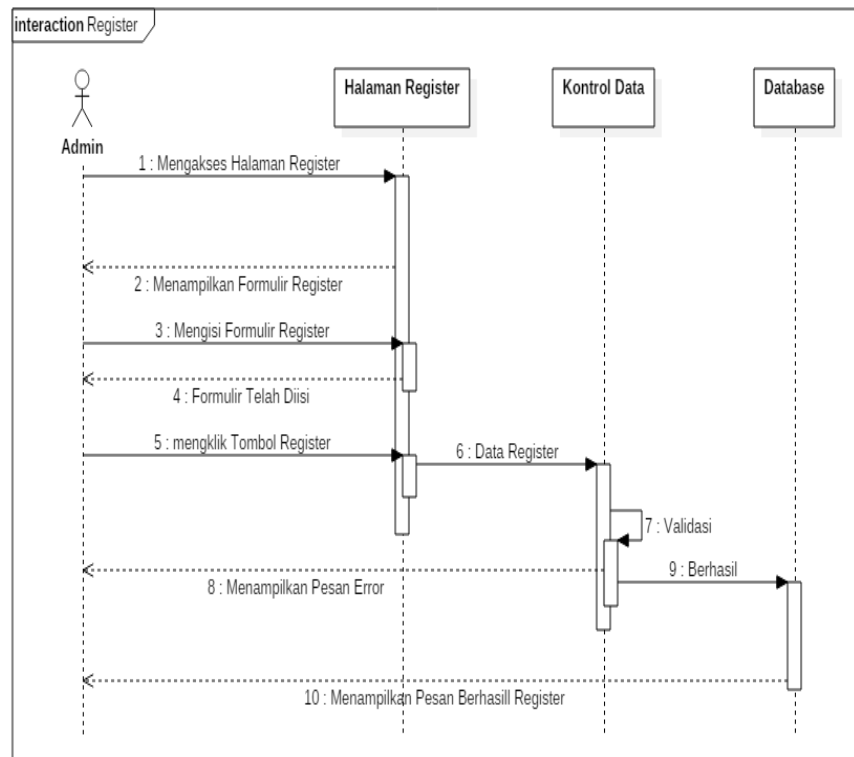 interaction Register
Halaman Register
Kontrol Data
Database
Admin
1 : Mengakses Halaman Register
2 : Menampilkan Formulir Register
3 : Mengisi Formulir Register
4 : Formulir Telah Diisi
5 : mengklik Tombol Register
6 : Data Register
7 : Validasi
8 : Menampilkan Pesan Error
9 : Berhasil
10 : Menampilkan Pesan Berhasill Register